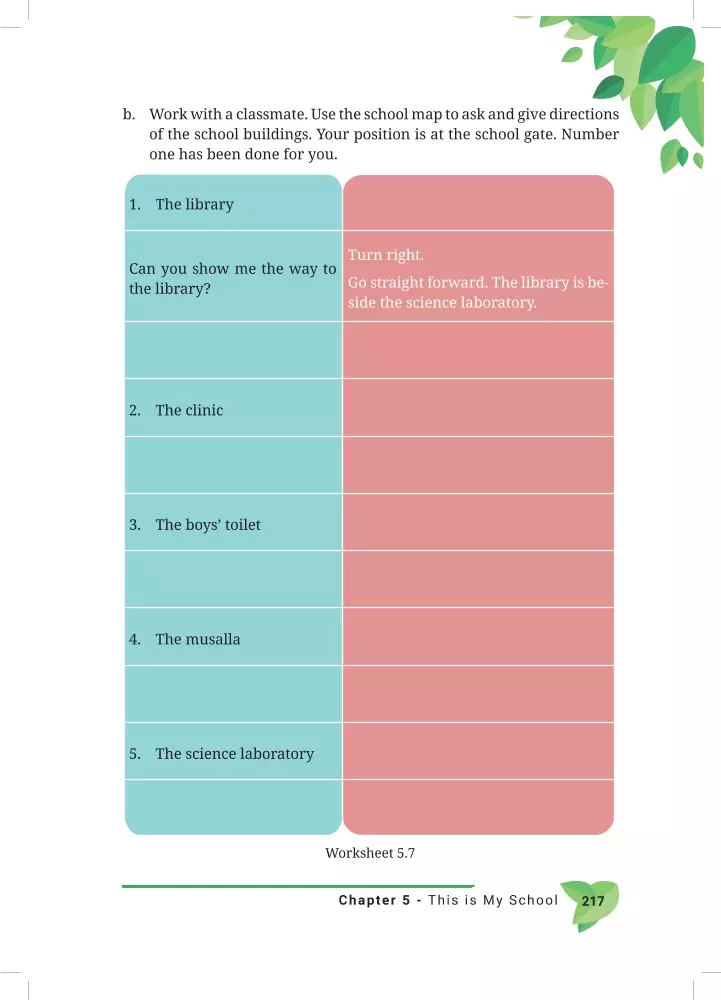 b. Work with a classmate. Use the school map to ask and give directions
of the school buildings. Your position is at the school gate. Number
one has been done for you.
1. The library
Can you show me the way to
the library?
Turn right.
Go straight forward. The library is be-
side the science laboratory.
2. The clinic
3. The boys’ toilet
4. The musalla
5. The science laboratory
Worksheet 5.7
Chapter 5 - This is My School
217